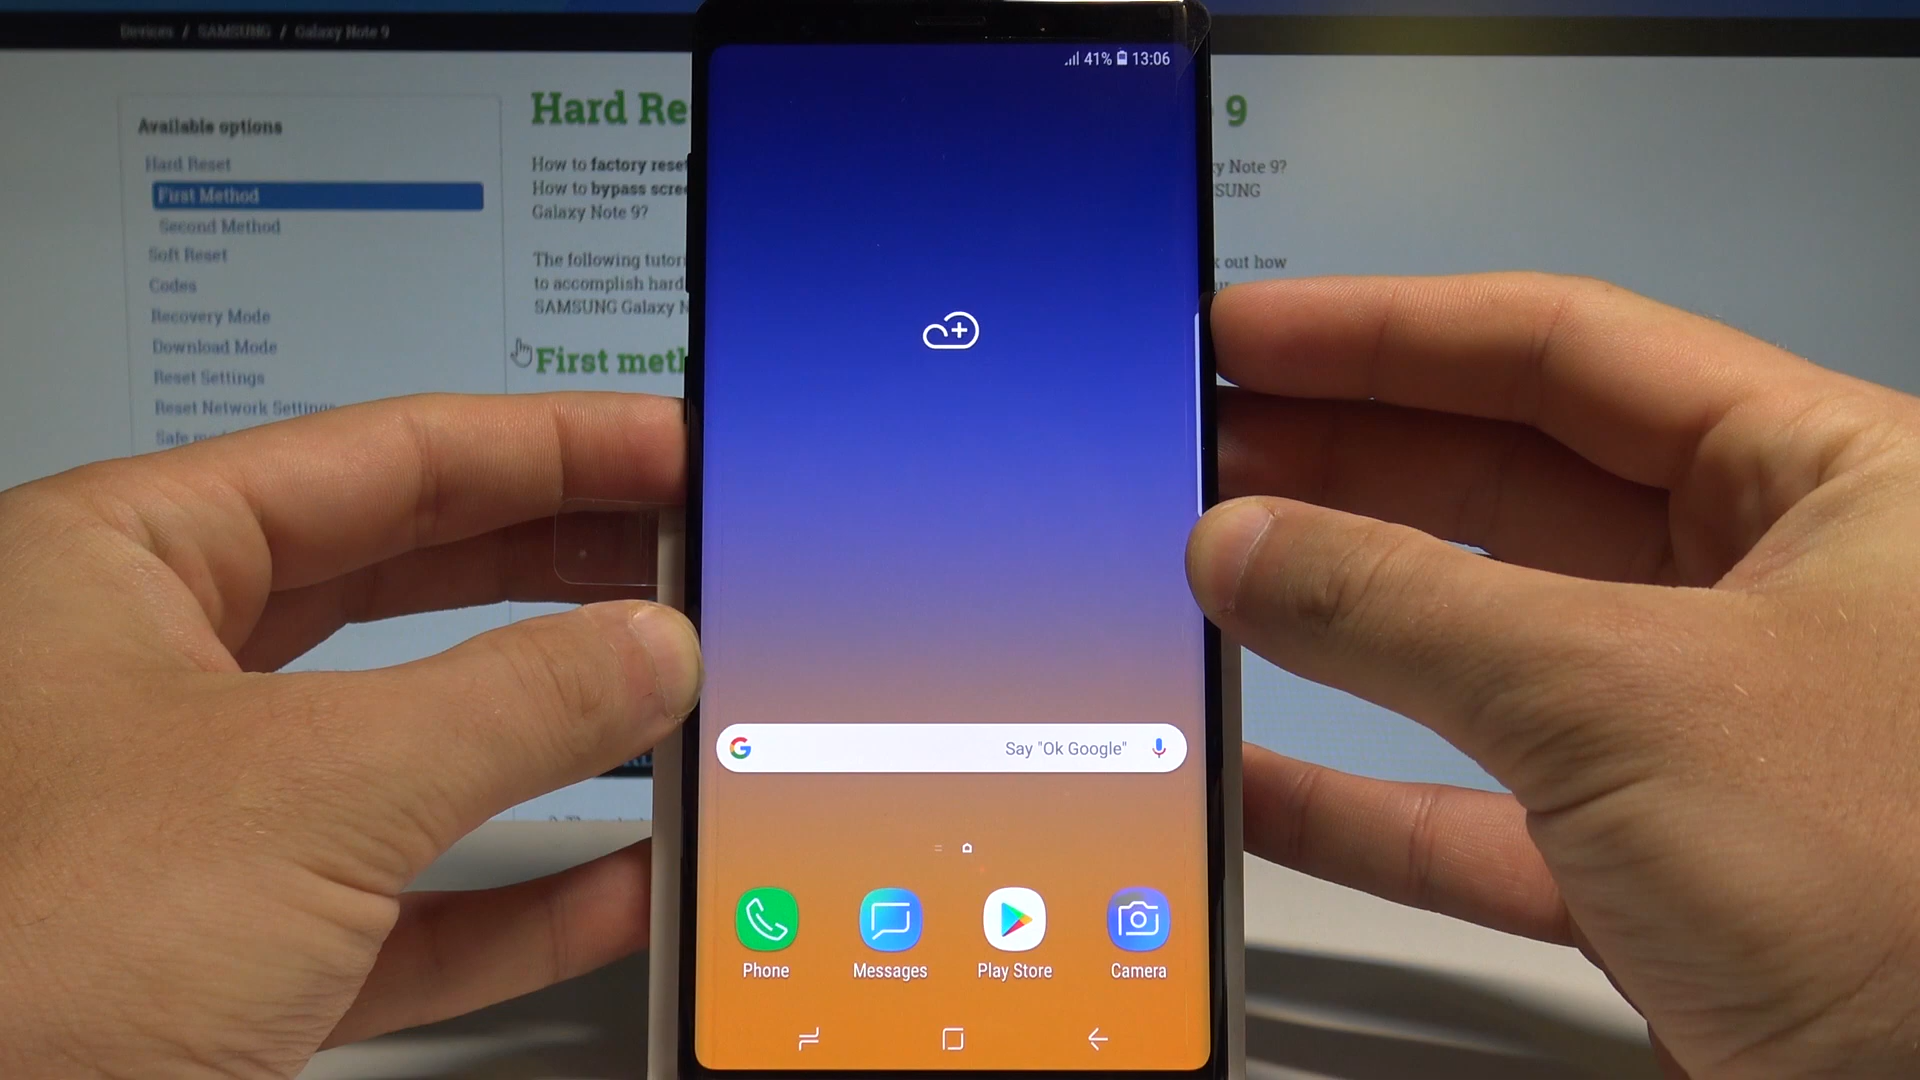 Devices / SAMSUNG / Galaxy Note 9
Available options
Hard Reset
First Method
Second Method
Soft Reset
Codes
Recovery Mode
Download Mode
Reset Settings
Reset Network Settings
Safe
Hard Re 9
How to factory reset y Note 9?
How to bypass scre SUNG
Galaxy Note 9?
The following tutor out how
to accomplish hard
SAMSUNG Galaxy N
First meth
41% 13:06
Say "Ok Google"
Phone
Messages
Play Store
Camera